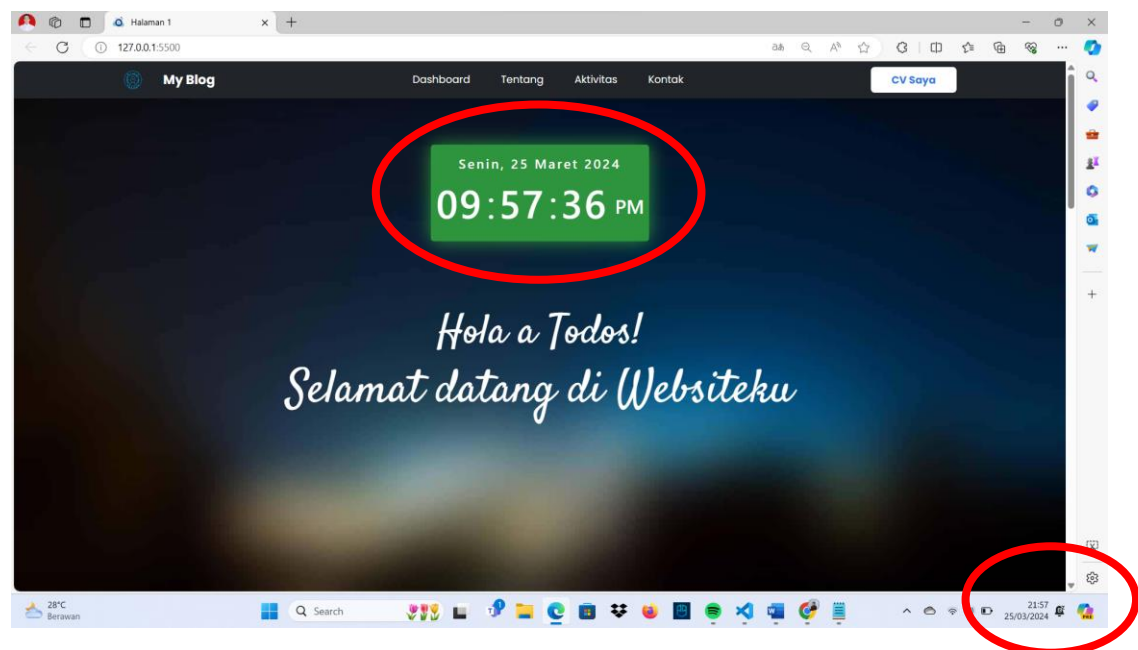 Halaman 1
127.0.0.1:5500
My Blog
Dashboard Tentang Aktivitas Kontak
CV Saya
Senin, 25 Maret 2024
09:57:36 PM
Hola a Todos!
Selamat datang di Websiteku
28°C
Berawan
Search
21:57
25/03/2024